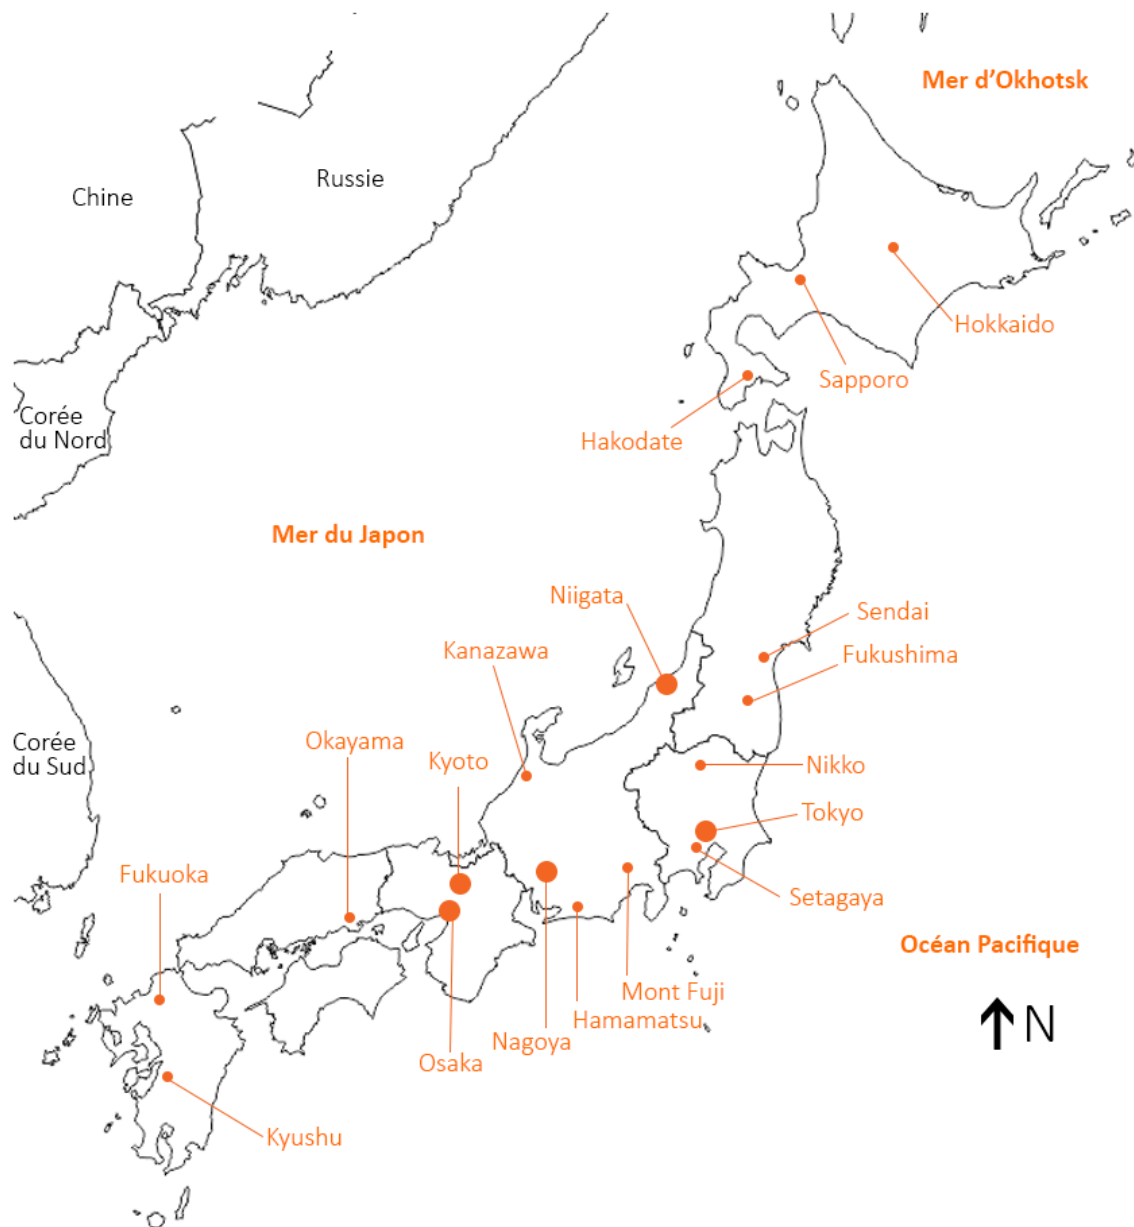 Mer d'Okhotsk
Russie
Chine
Hokkaido
Sapporo
Corée
du Nord
Hakodate
Mer du Japon
Niigata
Sendai
Kanazawa
Fukushima
Corée
du Sud
Okayama
Kyoto
Nikko
Tokyo
Fukuoka
Setagaya
Océan Pacifique
Mont Fuji
Hamamatsu
N
Nagoya
Osaka
Kyushu